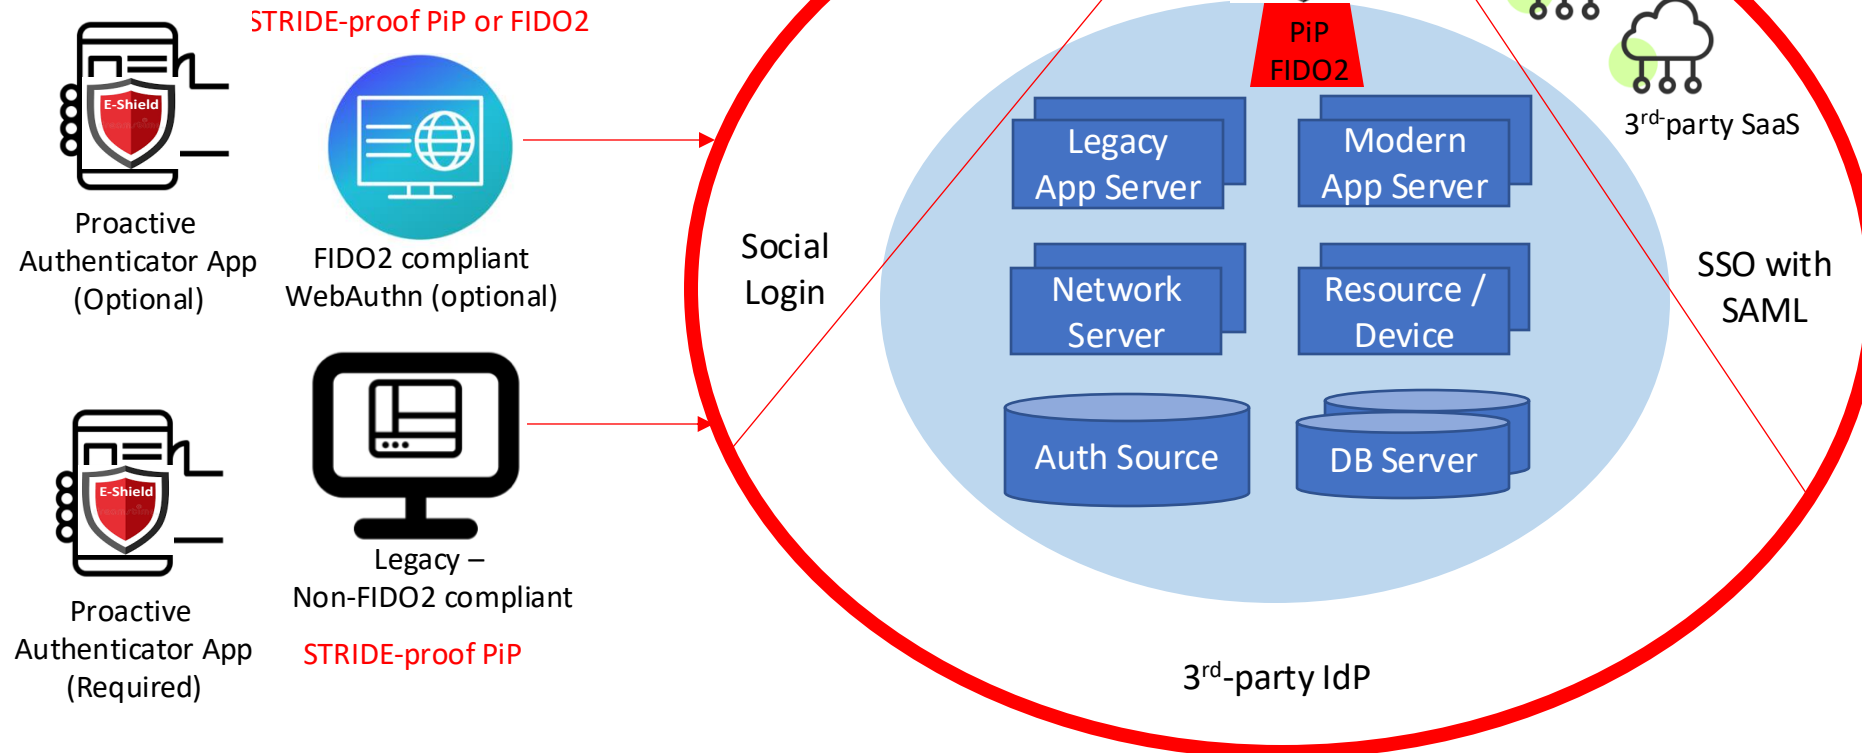 STRIDE-proof PiP or FIDO2
E-Shield
Proactive
Authenticator App
(Optional)
FIDO2 compliant
WebAuthn (optional)
E-Shield
Proactive
Authenticator App
(Required)
Legacy –
Non-FIDO2 compliant
STRIDE-proof PiP
Social
Login
PiP
FIDO2
Legacy
App Server
Modern
App Server
Network
Server
Resource /
Device
Auth Source
DB Server
3rd-party SaaS
SSO with
SAML
3rd-party IdP